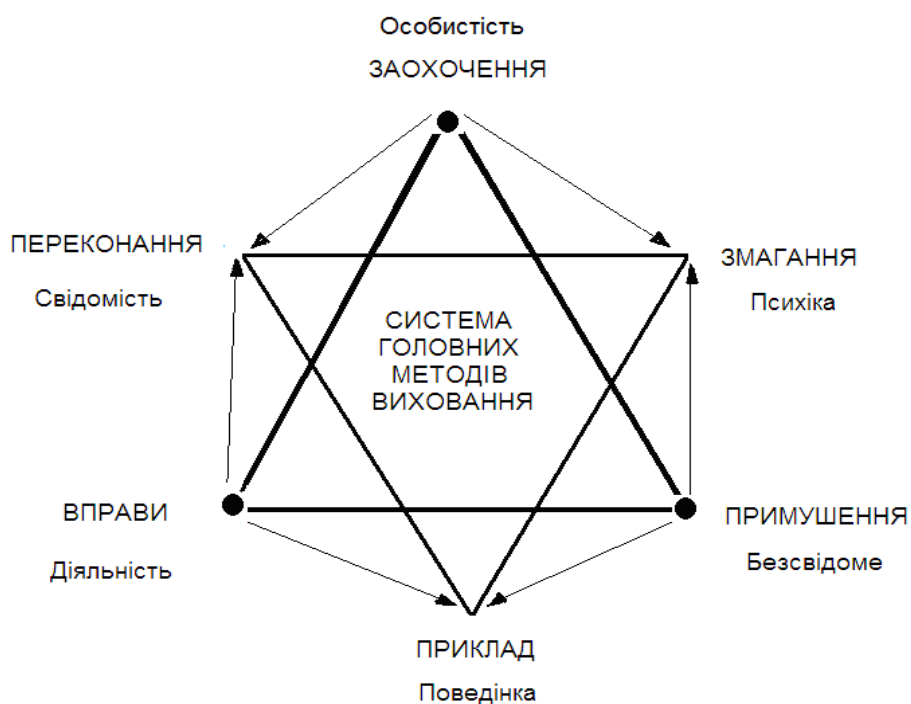 Особистість
ЗАОХОЧЕННЯ
ПЕРЕКОНАННЯ
Свідомість
ЗМАГАННЯ
Психіка
СИСТЕМА
ГОЛОВНИХ
МЕТОДІВ
ВИХОВАННЯ
ВПРАВИ
Діяльність
ПРИМУШЕННЯ
Безсвідоме
ПРИКЛАД
Поведінка